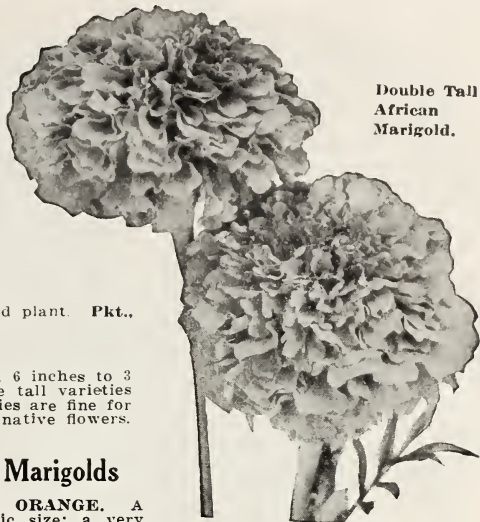 Double Tall
African
Marigold.
d plant. Pkt.,
6 inches to 3
e tall varieties
ies are fine for
native flowers.
Marigolds
ORANGE. A
ic size; a very